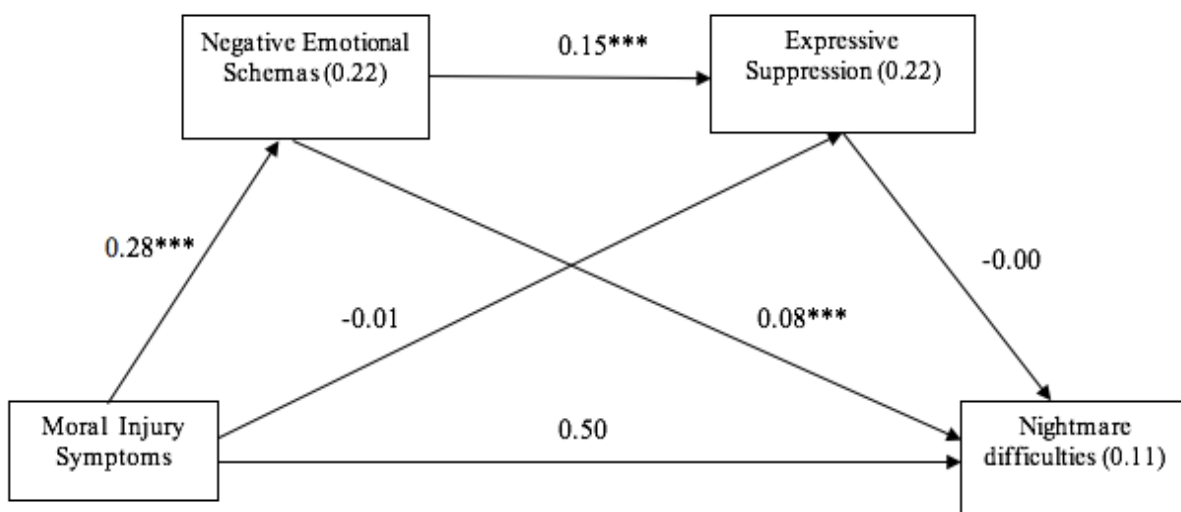 Negative Emotional
Schemas (0.22)
0.15***
Expressive
Suppression (0.22)
0.28***
-0.01
0.08***
-0.00
Moral Injury
Symptoms
0.50
Nightmare
difficulties (0.11)